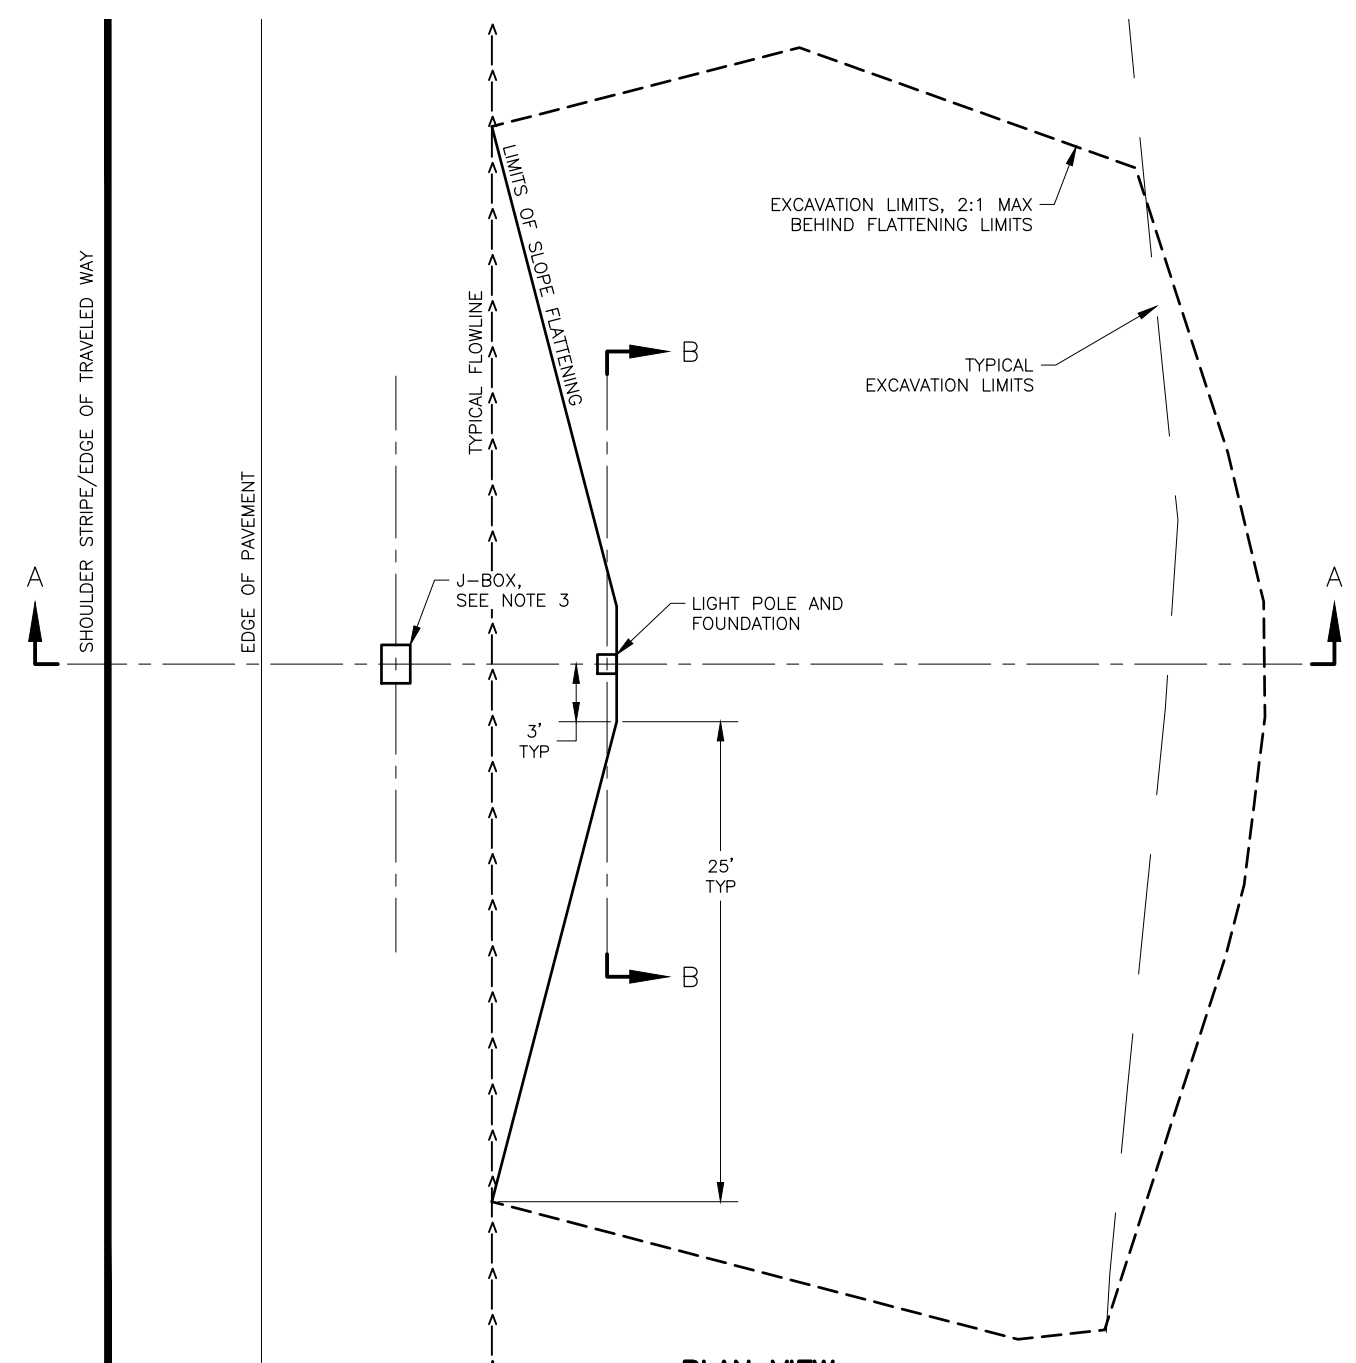 LIMITS OF SLOPE FLATTENING
EXCAVATION LIMITS, 2:1 MAX
BEHIND FLATTENING LIMITS
SHOULDER STRIPE/EDGE OF TRAVELED WAY
TYPICAL FLOWLINE
B
TYPICAL
EXCAVATION LIMITS
EDGE OF PAVEMENT
A
J-BOX,
SEE NOTE 3
LIGHT POLE AND
FOUNDATION
A
3'
TYP
25'
TYP
B
PLAN VIEW